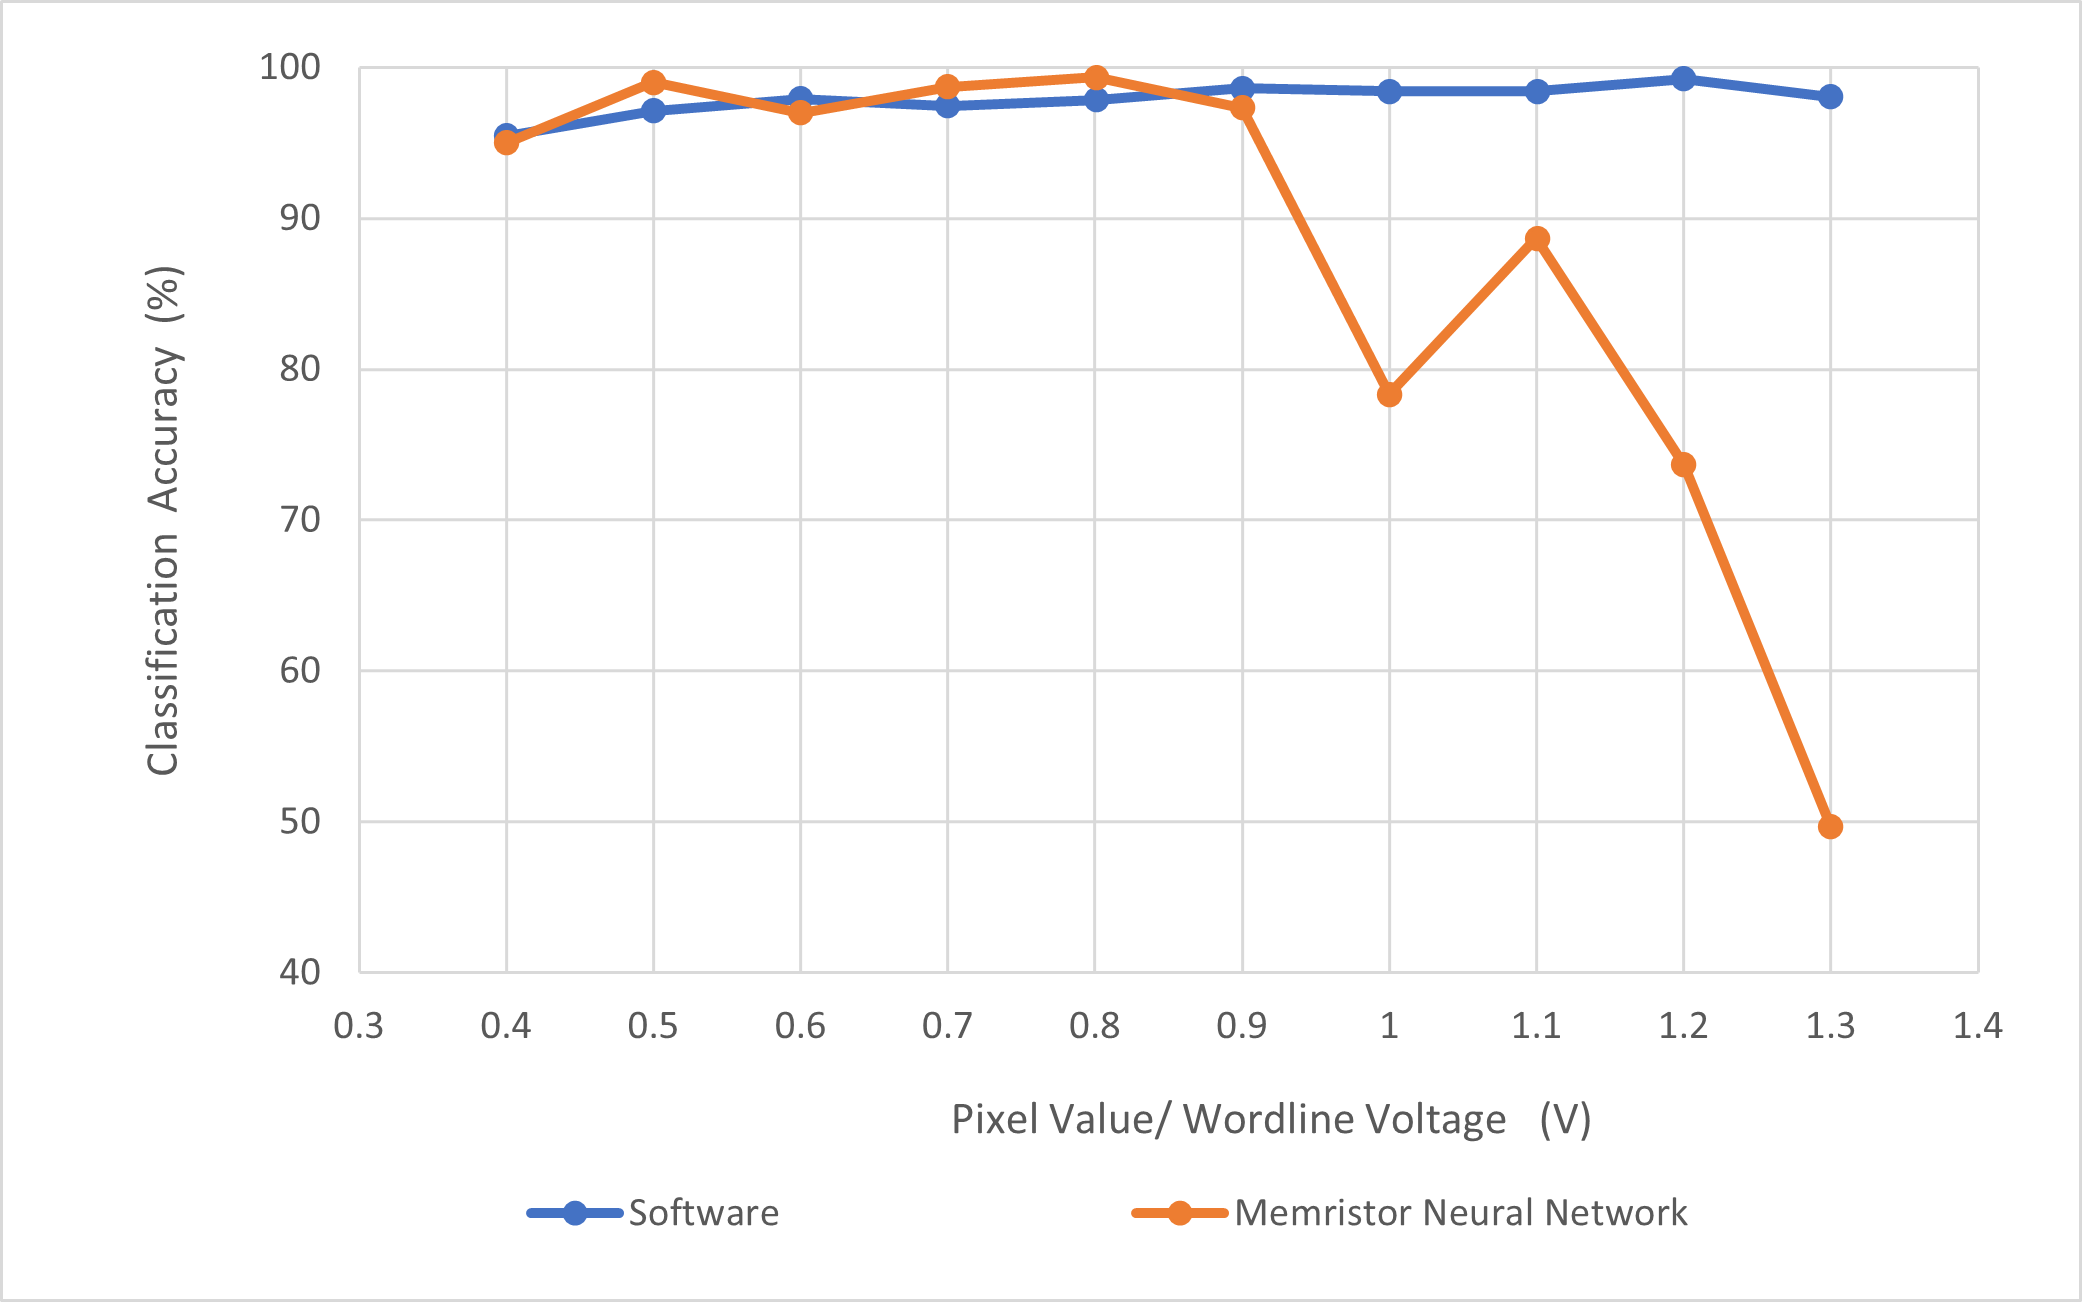 100
90
80
70
60
50
40
Classification Accuracy (%)
0.3 0.4 0.5 0.6 0.7 0.8 0.9 1 1.1 1.2 1.3 1.4
Pixel Value/ Wordline Voltage (V)
Software Memristor Neural Network